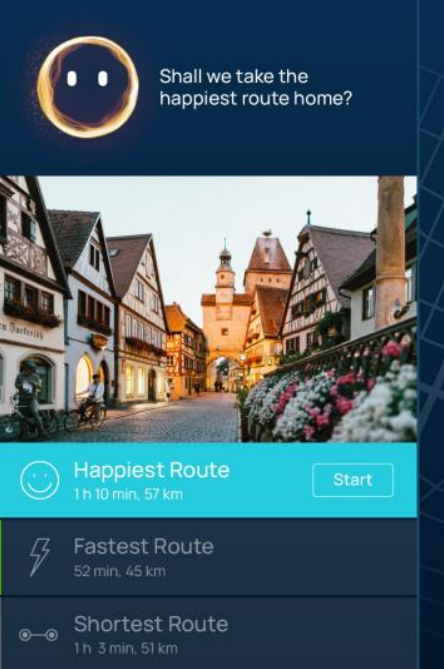 Shall we take the
happiest route home?
Happiest Route
1 h 10 min, 57 km
Start
Fastest Route
52 min, 45 km
Shortest Route
1 h 3 min, 51 km